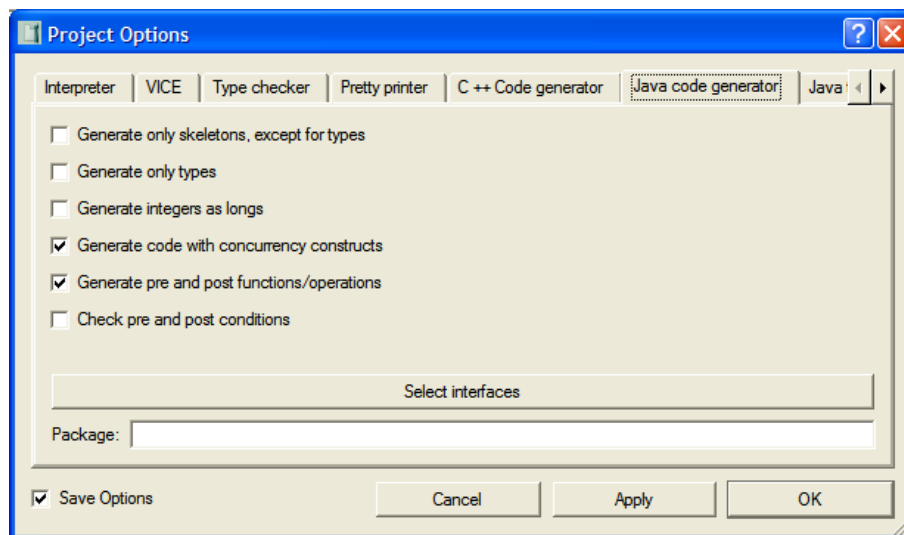 Project Options
Interpreter VICE Type checker Pretty printer C ++ Code generator Java code generator Java
Generate only skeletons, except for types
Generate only types
Generate integers as longs
Generate code with concurrency constructs
Generate pre and post functions/operations
Check pre and post conditions
Select interfaces
Package:
Save Options Cancel Apply OK